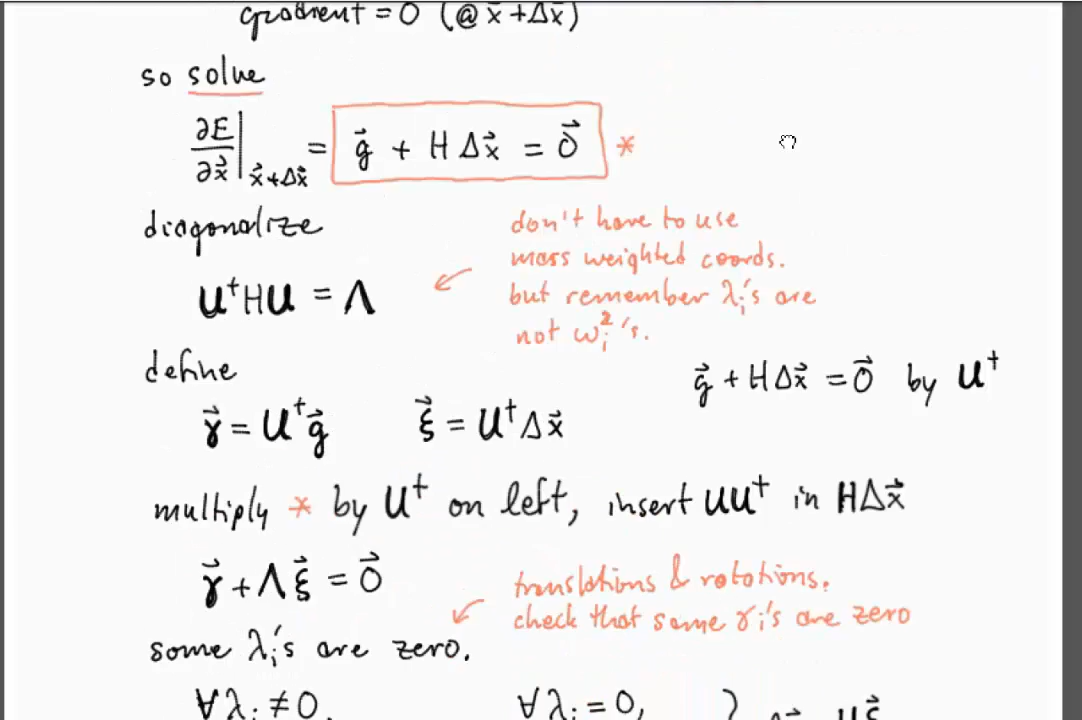 gradient = 0 (@ x⃗+Δx⃗)
so solve
∂E/∂x⃗ |x⃗+Δx⃗ = g⃗ + H Δx⃗ = 0⃗ *
diagonalize
don't have to use
mass weighted coords.
U†HU = Λ
but remember λi's are
not ωi²'s.
define
g⃗ + HΔx⃗ = 0⃗ by U†
γ⃗ = U†g⃗ ξ⃗ = U†Δx⃗
multiply * by U† on left, insert UU† in HΔx⃗
γ⃗ + Λξ⃗ = 0⃗
translations & rotations.
check that same γi's are zero
some λi's are zero.
∀λi ≠ 0, ∀λi = 0,